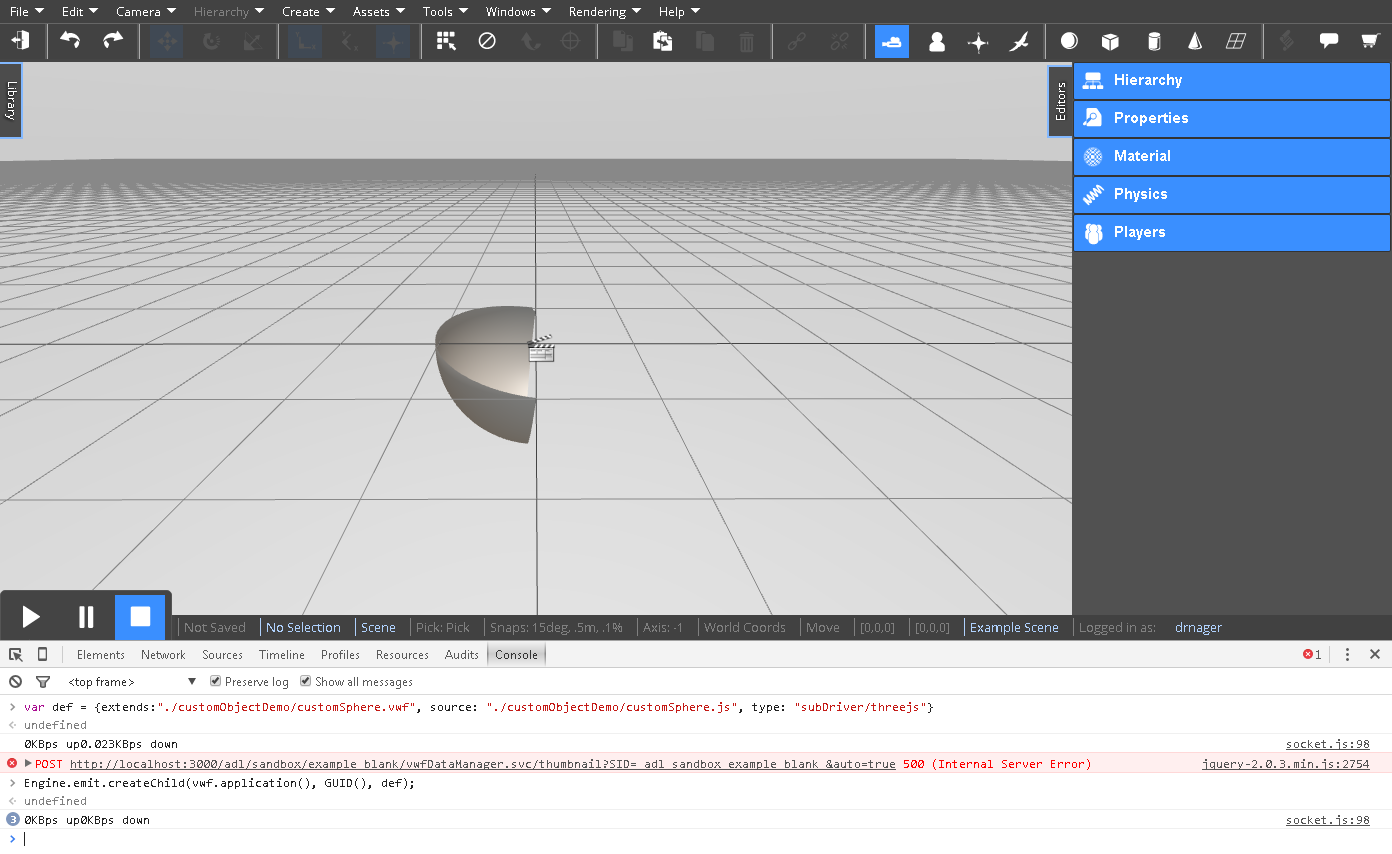 File Edit Camera Hierarchy Create Assets Tools Windows Rendering Help
Library
Editors
Hierarchy
Properties
Material
Physics
Players
Not Saved No Selection Scene Pick: Pick Snaps: 15deg, .5m, .1% Axis: -1 World Coords Move [0,0,0] [0,0,0] Example Scene Logged in as: drnager
Elements Network Sources Timeline Profiles Resources Audits Console 1
<top frame> Preserve log Show all messages
var def = {extends:"./customObjectDemo/customSphere.vwf", source: "./customObjectDemo/customSphere.js", type: "subDriver/threejs"}
undefined
0KBps up0.023KBps down socket.js:98
POST http://localhost:3000/adl/sandbox/example_blank/vwfDataManager.svc/thumbnail?SID=_adl_sandbox_example_blank_&auto=true 500 (Internal Server Error) jquery-2.0.3.min.js:2754
Engine.emit.createChild(vwf.application(), GUID(), def);
undefined
3 0KBps up0KBps down socket.js:98